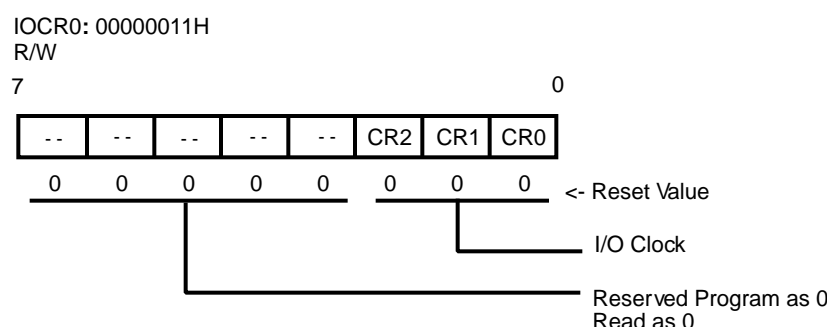 IOCR0: 00000011H
R/W
7 0
- - - - - - - - - - CR2 CR1 CR0
0 0 0 0 0 0 0 0 <- Reset Value
I/O Clock
Reserved Program as 0
Read as 0